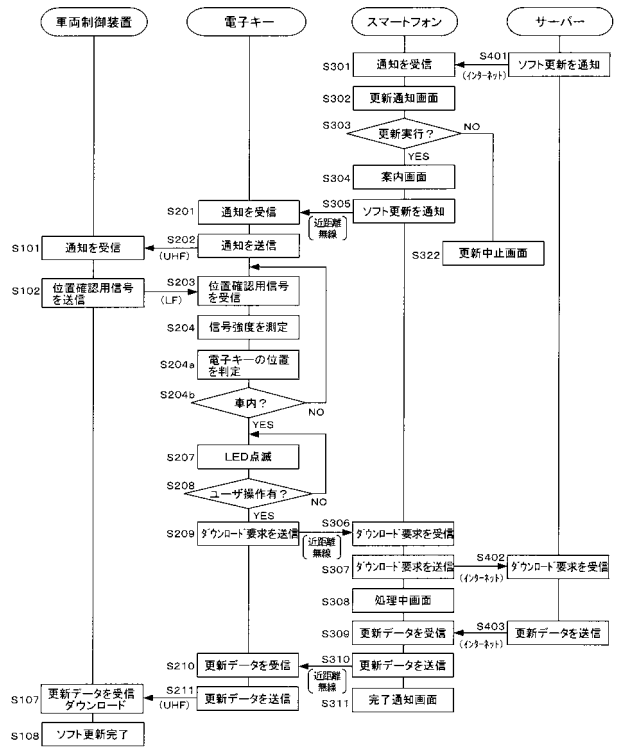 車両制御装置
電子キー
スマートフォン
サーバー
S301
通知を受信
S401
(インターネット)
ソフト更新を通知
S302
更新通知画面
S303
更新実行?
NO
YES
S304
案内画面
S201
通知を受信
S305
近距離
無線
ソフト更新を通知
S101
通知を受信
S202
(UHF)
通知を送信
S322
更新中止画面
S102
位置確認用信号
を送信
S203
(LF)
位置確認用信号
を受信
S204
信号強度を測定
S204a
電子キーの位置
を判定
S204b
車内?
NO
YES
S207
LED点滅
S208
ユーザ操作有?
NO
YES
S209
ダウンロード要求を送信
S306
近距離
無線
ダウンロード要求を受信
S307
ダウンロード要求を送信
S402
(インターネット)
ダウンロード要求を受信
S308
処理中画面
S309
更新データを受信
S403
(インターネット)
更新データを送信
S210
更新データを受信
S310
近距離
無線
更新データを送信
S107
更新データを受信
ダウンロード
S211
(UHF)
更新データを送信
S311
完了通知画面
S108
ソフト更新完了